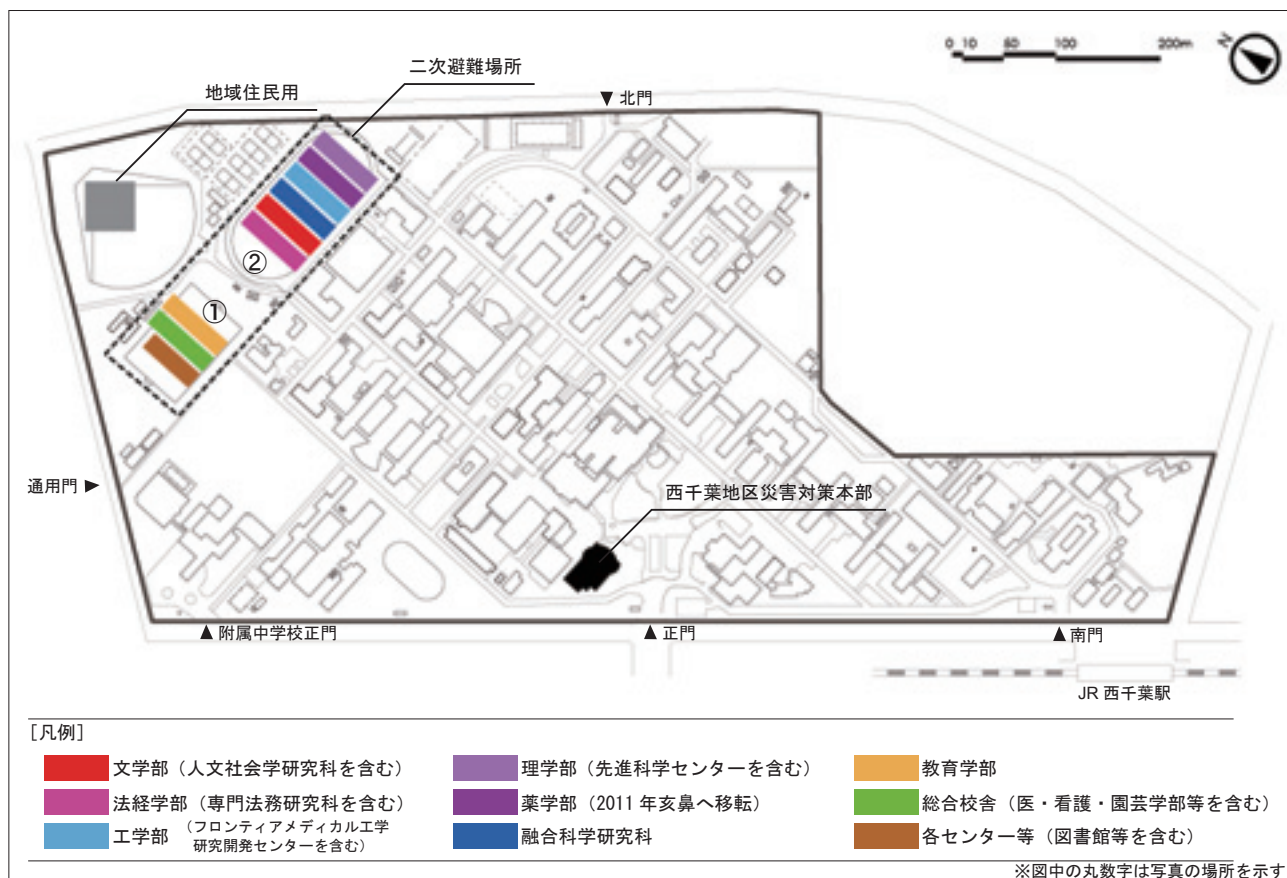 0 10 50 100 200m
N
二次避難場所
地域住民用
▼北門
②
①
通用門▶
西千葉地区災害対策本部
▲附属中学校正門
▲正門
▲南門
JR 西千葉駅
[凡例]
文学部（人文社会学研究科を含む）
理学部（先進科学センターを含む）
教育学部
法経学部（専門法務研究科を含む）
薬学部（2011 年亥鼻へ移転）
総合校舎（医・看護・園芸学部等を含む）
工学部（フロンティアメディカル工学
研究開発センターを含む）
融合科学研究科
各センター等（図書館等を含む）
※図中の丸数字は写真の場所を示す